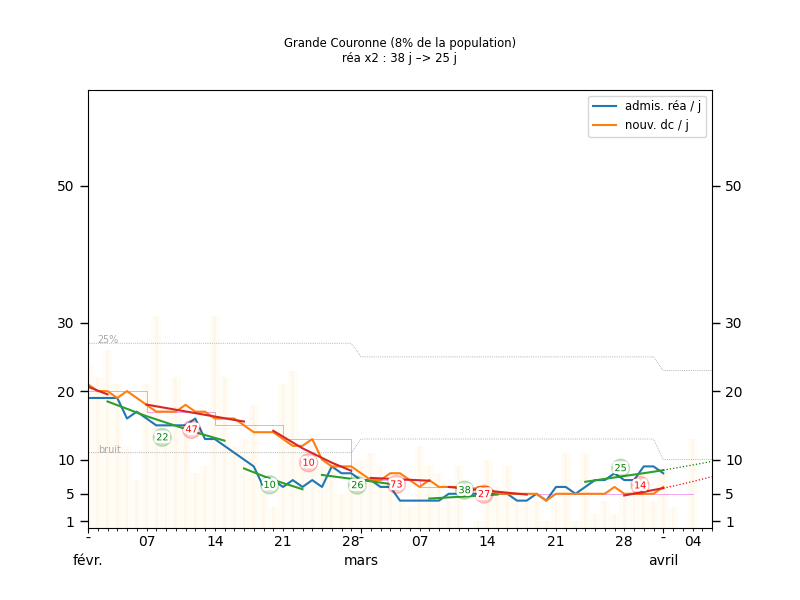 Grande Couronne (8% de la population)
réa x2 : 38 j –> 25 j
admis. réa / j
nouv. dc / j
50 50
30 30
25%
20 20
bruit
10 10
5 5
1 1
22
47
10
10
26
73
38
27
25
14
- 07 14 21 28 - 07 14 21 28 - 04
févr. mars avril